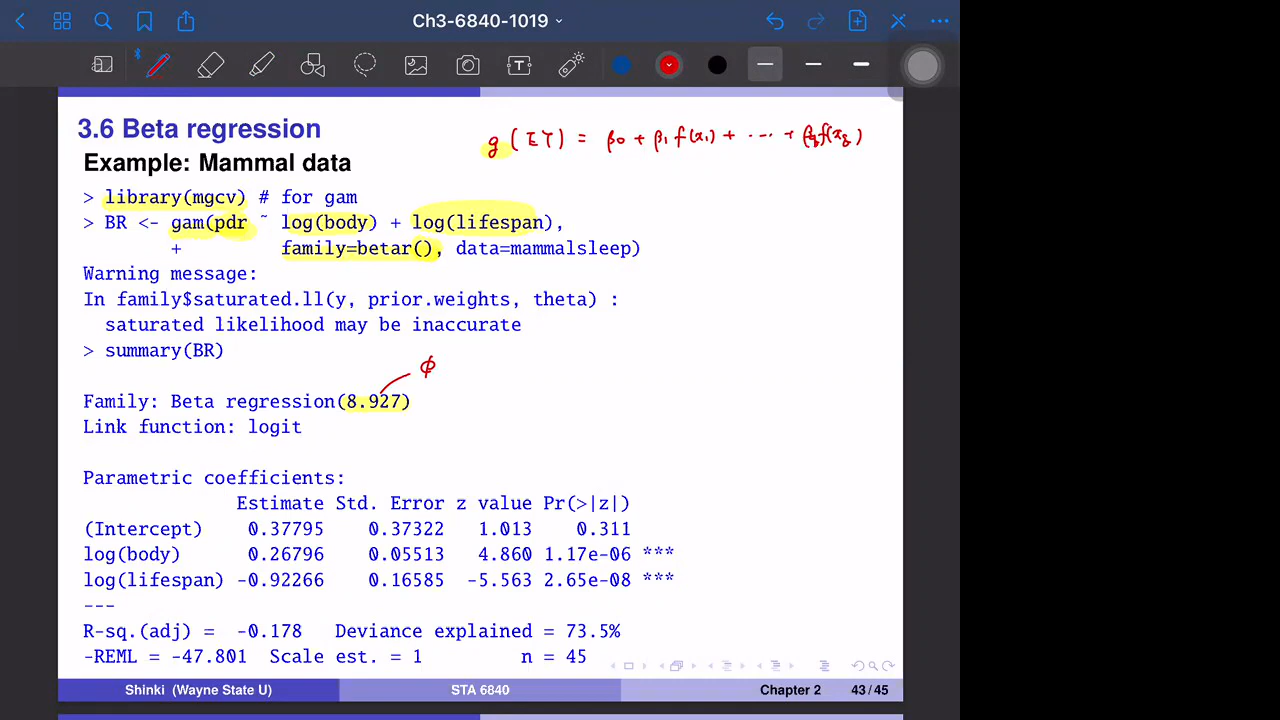 Ch3-6840-1019
3.6 Beta regression
g (EY) = β0 + β1 f(x1) + ... + β8 f(x8)
Example: Mammal data
> library(mgcv) # for gam
> BR <- gam(pdr ~ log(body) + log(lifespan),
+ family=betar(), data=mammalsleep)
Warning message:
In family$saturated.ll(y, prior.weights, theta) :
saturated likelihood may be inaccurate
> summary(BR)
ϕ
Family: Beta regression(8.927)
Link function: logit
Parametric coefficients:
Estimate Std. Error z value Pr(>|z|)
(Intercept) 0.37795 0.37322 1.013 0.311
log(body) 0.26796 0.05513 4.860 1.17e-06 ***
log(lifespan) -0.92266 0.16585 -5.563 2.65e-08 ***
---
R-sq.(adj) = -0.178 Deviance explained = 73.5%
-REML = -47.801 Scale est. = 1 n = 45
Shinki (Wayne State U) STA 6840 Chapter 2 43 / 45